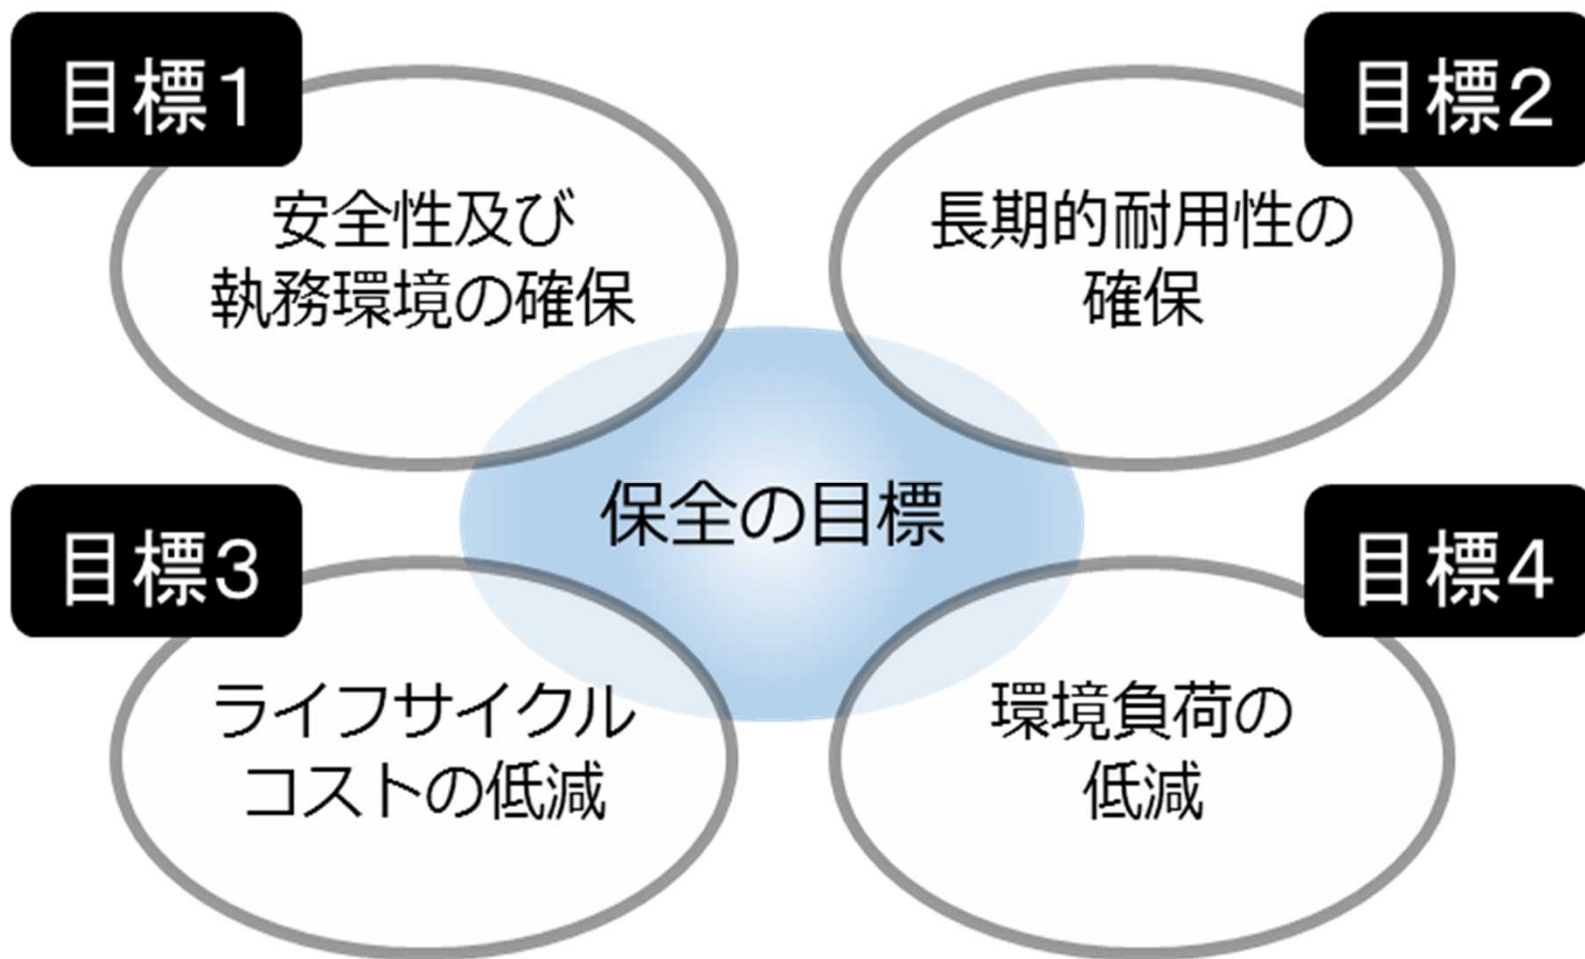 目標1
安全性及び
執務環境の確保
目標2
長期的耐用性の
確保
保全の目標
目標3
ライフサイクル
コストの低減
目標4
環境負荷の
低減